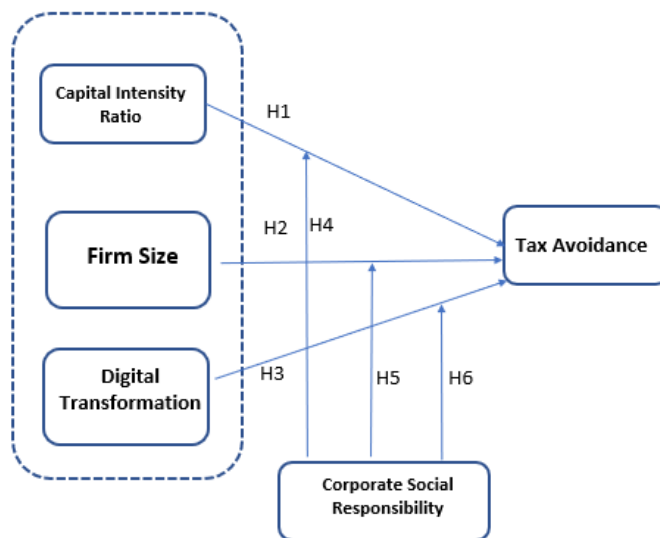 Capital Intensity
Ratio
H1
Firm Size
H2
H4
Tax Avoidance
Digital
Transformation
H3
H5
H6
Corporate Social
Responsibility